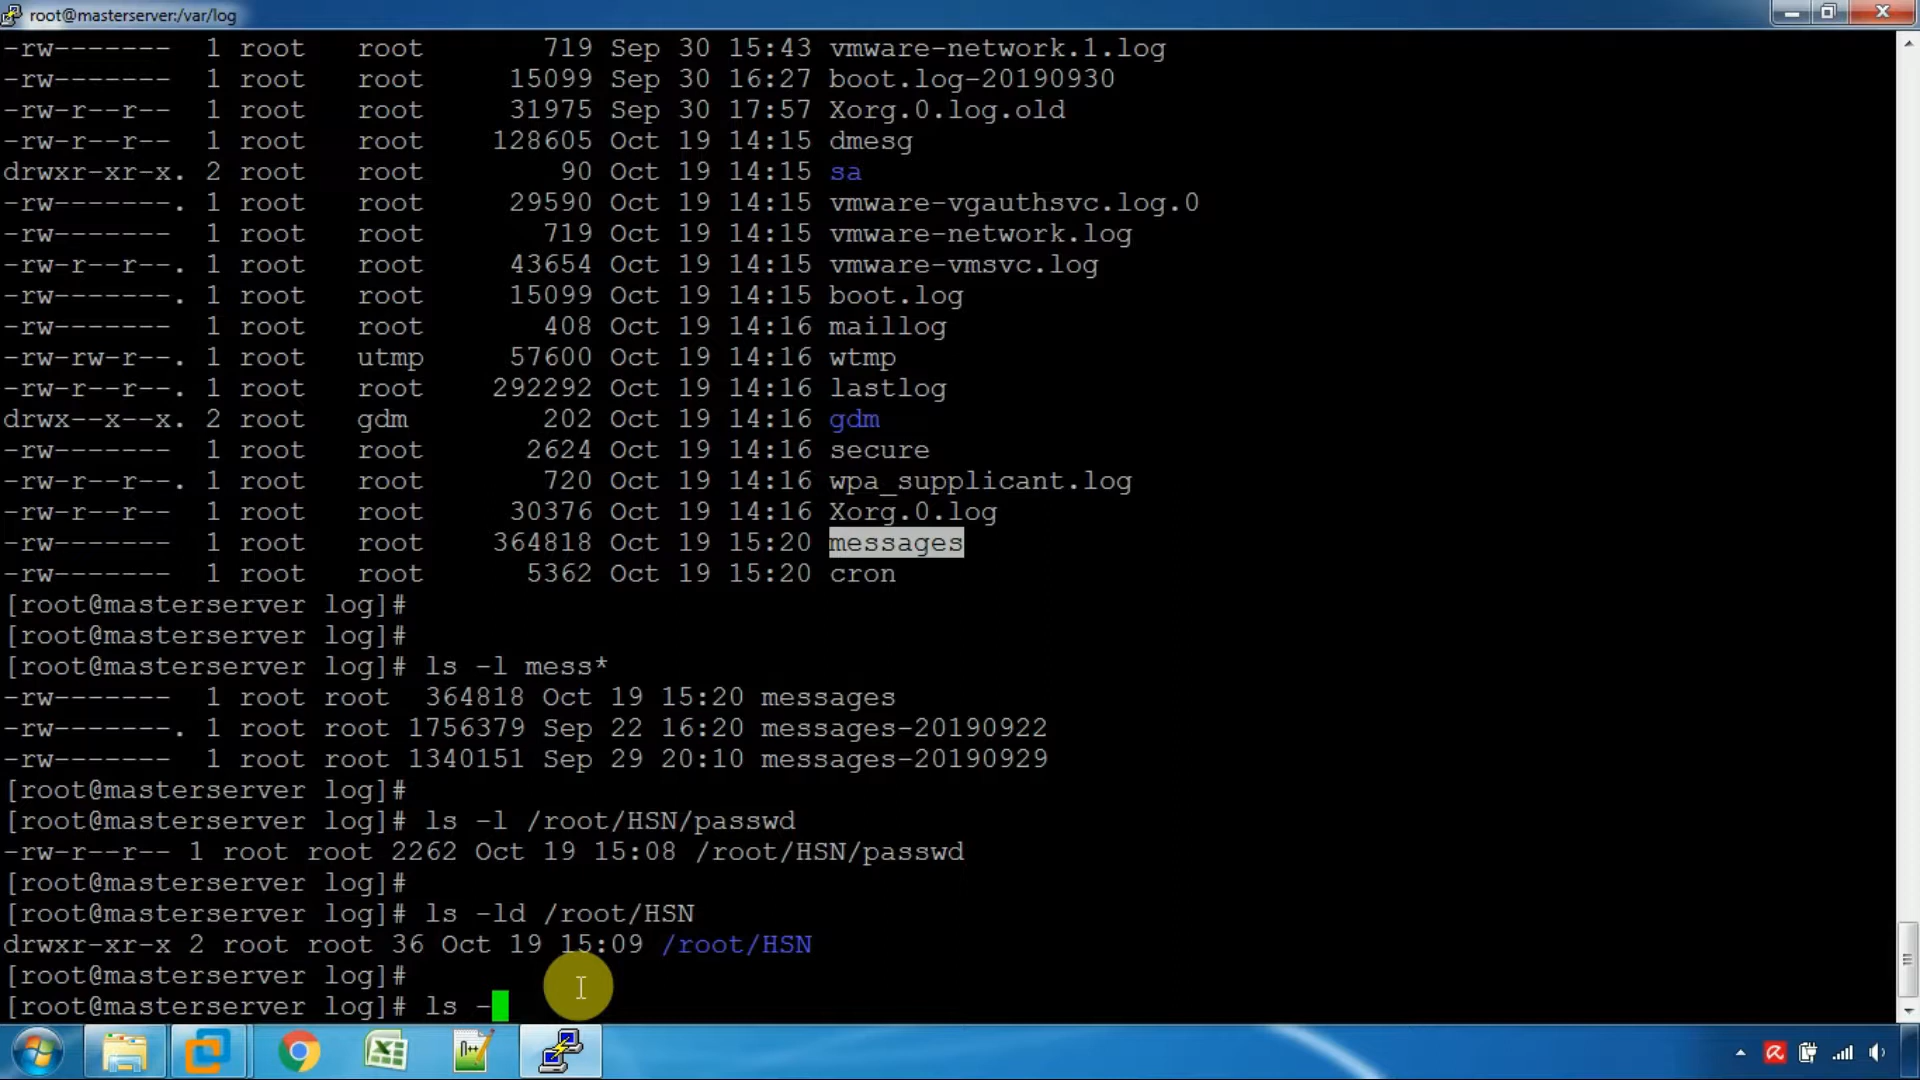 root@masterserver:/var/log
-rw------- 1 root root 719 Sep 30 15:43 vmware-network.1.log
-rw------- 1 root root 15099 Sep 30 16:27 boot.log-20190930
-rw-r--r-- 1 root root 31975 Sep 30 17:57 Xorg.0.log.old
-rw-r--r-- 1 root root 128605 Oct 19 14:15 dmesg
drwxr-xr-x. 2 root root 90 Oct 19 14:15 sa
-rw-------. 1 root root 29590 Oct 19 14:15 vmware-vgauthsvc.log.0
-rw------- 1 root root 719 Oct 19 14:15 vmware-network.log
-rw-r--r--. 1 root root 43654 Oct 19 14:15 vmware-vmsvc.log
-rw-------. 1 root root 15099 Oct 19 14:15 boot.log
-rw------- 1 root root 408 Oct 19 14:16 maillog
-rw-rw-r--. 1 root utmp 57600 Oct 19 14:16 wtmp
-rw-r--r--. 1 root root 292292 Oct 19 14:16 lastlog
drwx--x--x. 2 root gdm 202 Oct 19 14:16 gdm
-rw------- 1 root root 2624 Oct 19 14:16 secure
-rw-r--r--. 1 root root 720 Oct 19 14:16 wpa_supplicant.log
-rw-r--r-- 1 root root 30376 Oct 19 14:16 Xorg.0.log
-rw------- 1 root root 364818 Oct 19 15:20 messages
-rw------- 1 root root 5362 Oct 19 15:20 cron
[root@masterserver log]#
[root@masterserver log]#
[root@masterserver log]# ls -l mess*
-rw------- 1 root root 364818 Oct 19 15:20 messages
-rw-------. 1 root root 1756379 Sep 22 16:20 messages-20190922
-rw------- 1 root root 1340151 Sep 29 20:10 messages-20190929
[root@masterserver log]#
[root@masterserver log]# ls -l /root/HSN/passwd
-rw-r--r-- 1 root root 2262 Oct 19 15:08 /root/HSN/passwd
[root@masterserver log]#
[root@masterserver log]# ls -ld /root/HSN
drwxr-xr-x 2 root root 36 Oct 19 15:09 /root/HSN
[root@masterserver log]#
[root@masterserver log]# ls -